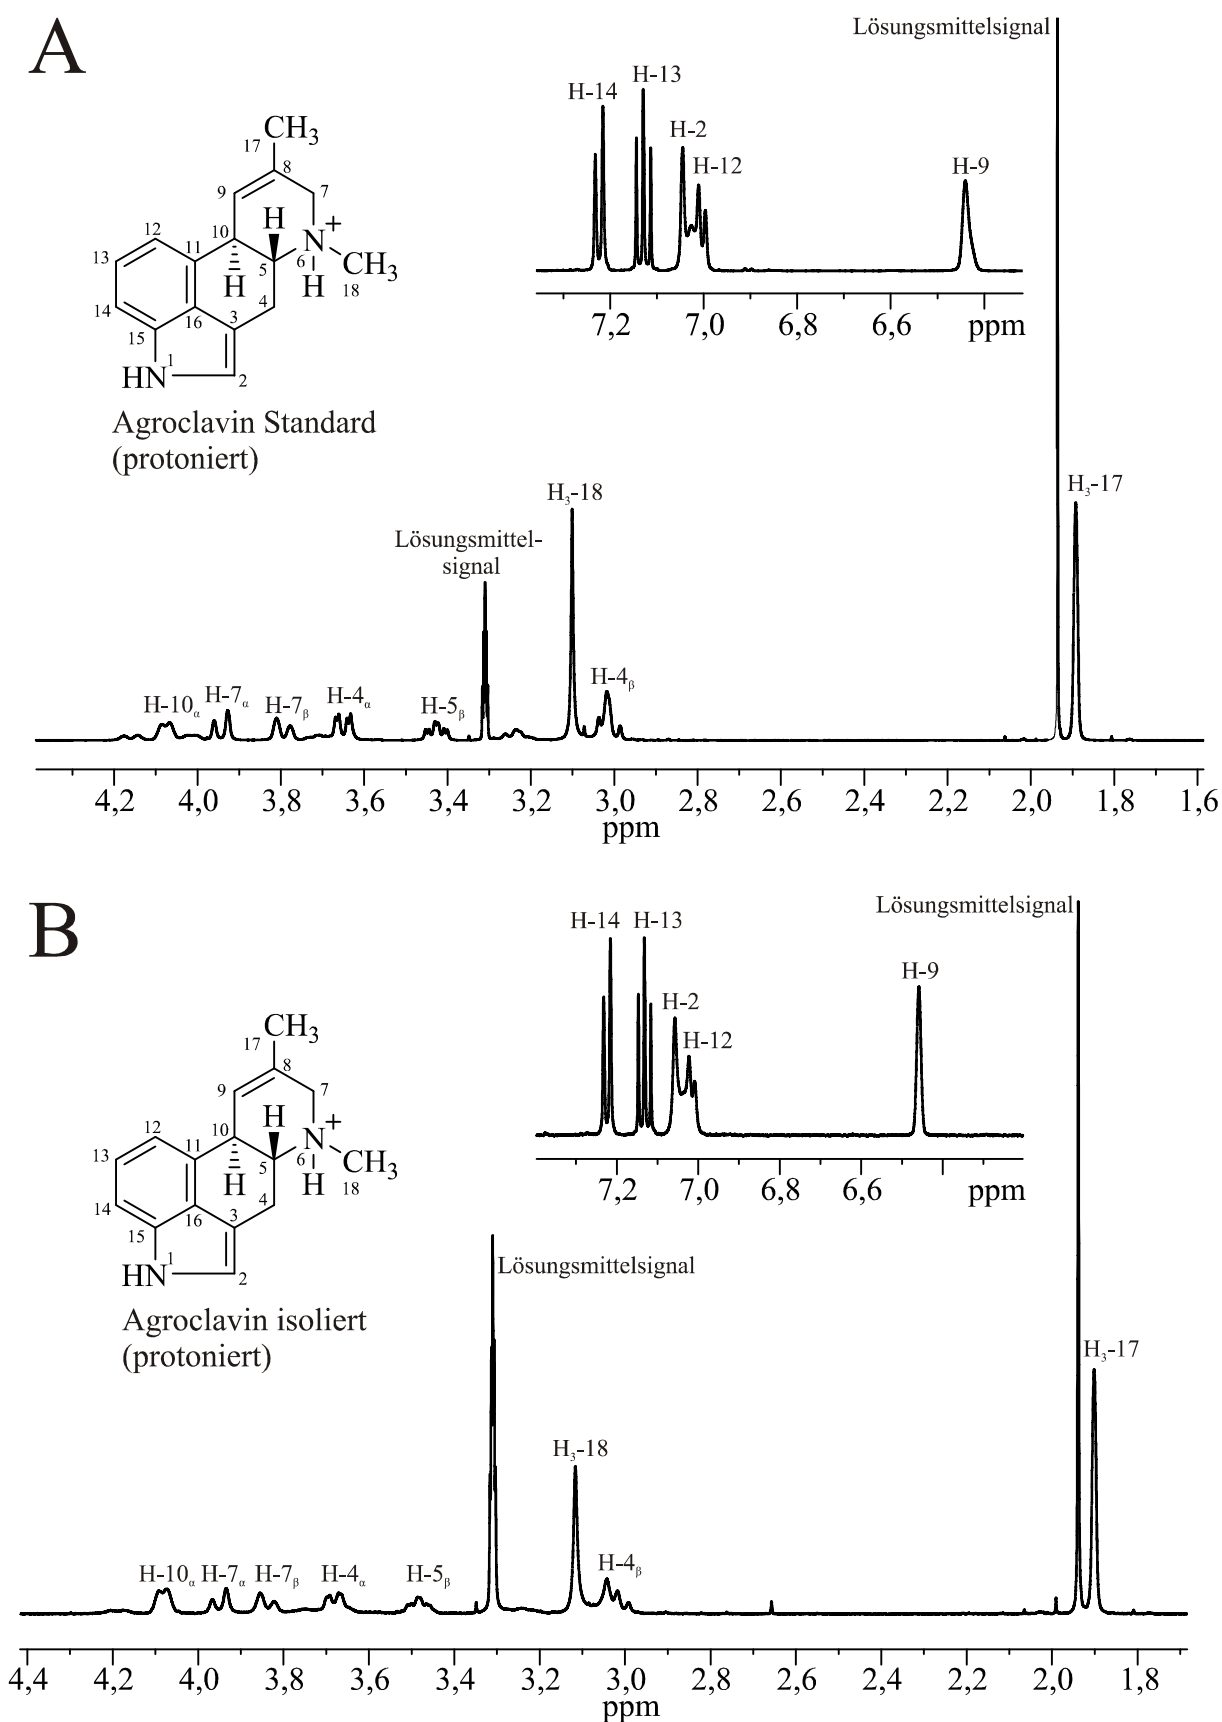 A
Lösungsmittelsignal
H-14
H-13
H-2
H-12
H-9
7,2 7,0 6,8 6,6 ppm
17 CH₃
8
9 7
H
12 10 N +
13 11 5 6 CH₃
H H 18
14 16 4
15 3
HN 1 2
Agroclavin Standard
(protoniert)
Lösungsmittel-
signal
H₃-18
H₃-17
H-10α
H-7α
H-7β
H-4α
H-5β
H-4β
4,2 4,0 3,8 3,6 3,4 3,2 3,0 2,8 2,6 2,4 2,2 2,0 1,8 1,6
ppm
B
Lösungsmittelsignal
H-14
H-13
H-2
H-12
H-9
7,2 7,0 6,8 6,6 ppm
17 CH₃
8
9 7
H
12 10 N +
13 11 5 6 CH₃
H H 18
14 16 4
15 3
HN 1 2
Agroclavin isoliert
(protoniert)
Lösungsmittelsignal
H₃-18
H₃-17
H-10α
H-7α
H-7β
H-4α
H-5β
H-4β
4,4 4,2 4,0 3,8 3,6 3,4 3,2 3,0 2,8 2,6 2,4 2,2 2,0 1,8
ppm